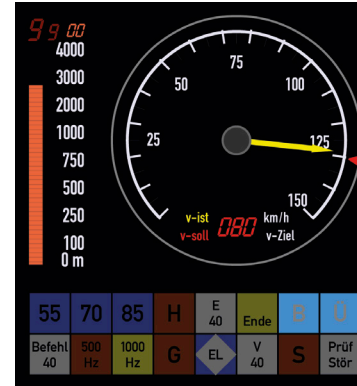 99 00
4000
3000
2000
1000
750
500
250
100
0 m
75
50
100
25
125
150
v-ist
km/h
v-soll
080
v-Ziel
55 70 85 H E 40 Ende B Ü
Befehl 40 500 Hz 1000 Hz G EL V 40 S Prüf Stör